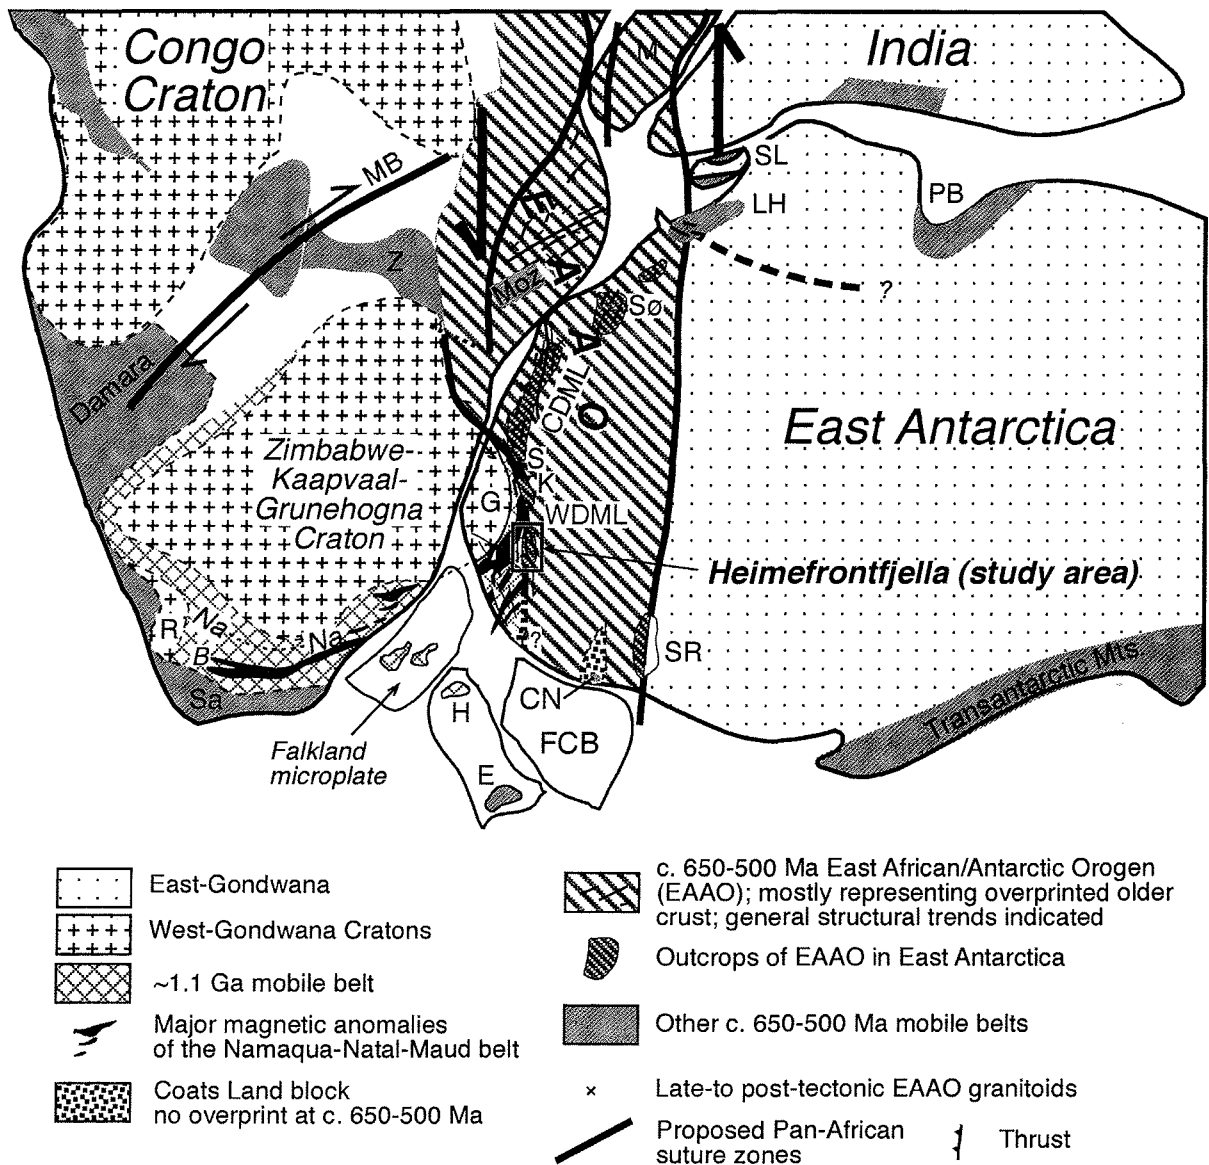 Congo
Craton
India
M
MB
SL
PB
LH
E
Z
Moz
A
?
Sø
A
Damara
CDML
O
East Antarctica
Zimbabwe-
Kaapvaal-
Grunehogna
Craton
S
K
G
WDML
Heimefrontfjella (study area)
R
Na
Na
B
?
SR
Sa
CN
H
FCB
Transantarctic Mts.
Falkland
microplate
E
East-Gondwana
West-Gondwana Cratons
~1.1 Ga mobile belt
Major magnetic anomalies
of the Namaqua-Natal-Maud belt
Coats Land block
no overprint at c. 650-500 Ma
c. 650-500 Ma East African/Antarctic Orogen
(EAAO); mostly representing overprinted older
crust; general structural trends indicated
Outcrops of EAAO in East Antarctica
Other c. 650-500 Ma mobile belts
Late-to post-tectonic EAAO granitoids
Proposed Pan-African
suture zones
Thrust